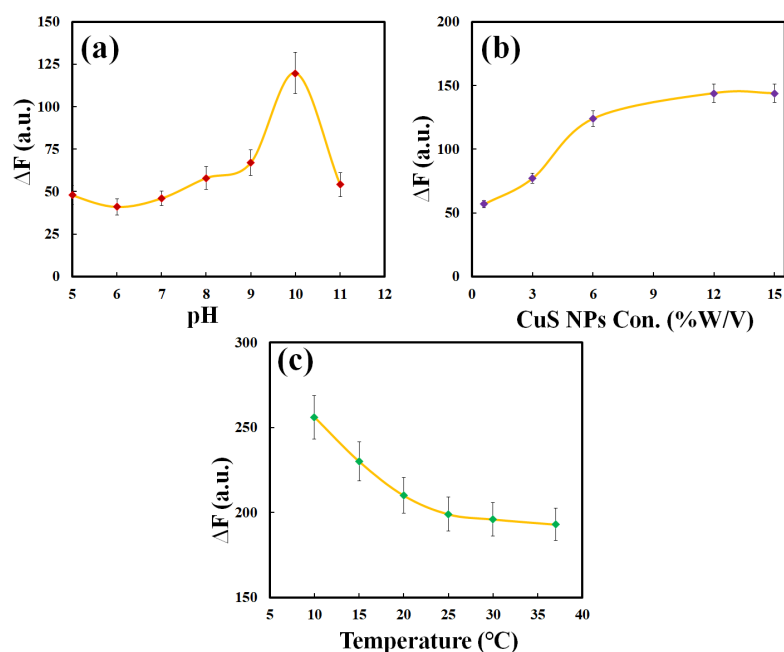 (a)
ΔF (a.u.)
150
125
100
75
50
25
0
5 6 7 8 9 10 11 12
pH
(b)
ΔF (a.u.)
200
150
100
50
0
0 3 6 9 12 15
CuS NPs Con. (%W/V)
(c)
ΔF (a.u.)
300
250
200
150
5 10 15 20 25 30 35 40
Temperature (°C)